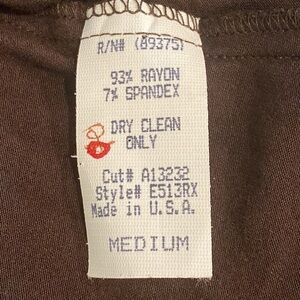 R/N# (89375)
93% RAYON
7% SPANDEX
DRY CLEAN
ONLY
Cut# A13232
Style# E513RX
Made in U.S.A.
MEDIUM